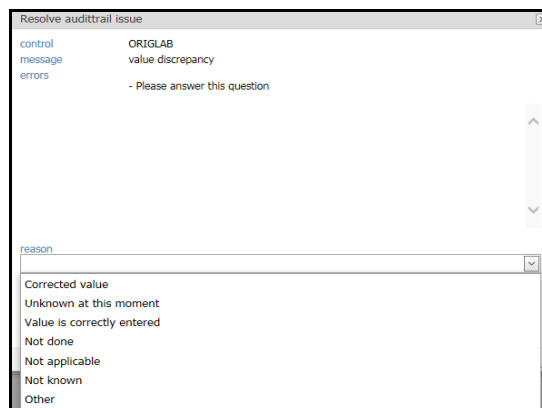 Resolve audittrail issue
control ORIGLAB
message value discrepancy
errors
- Please answer this question
reason
Corrected value
Unknown at this moment
Value is correctly entered
Not done
Not applicable
Not known
Other